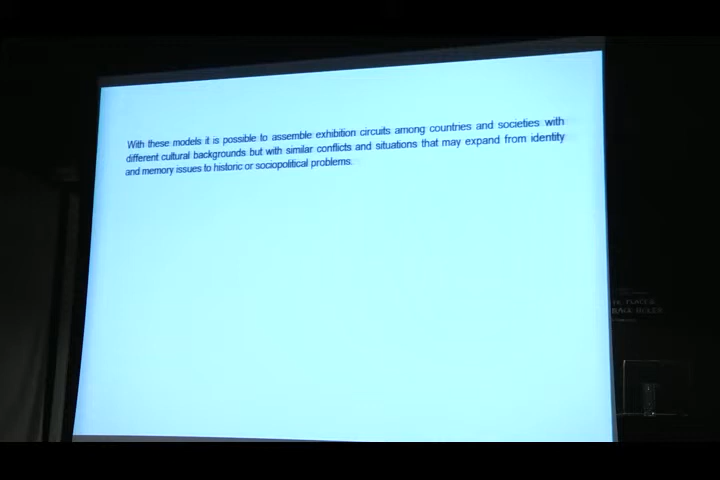 With these models it is possible to assemble exhibition circuits among countries and societies with
different cultural backgrounds but with similar conflicts and situations that may expand from identity
and memory issues to historic or sociopolitical problems.